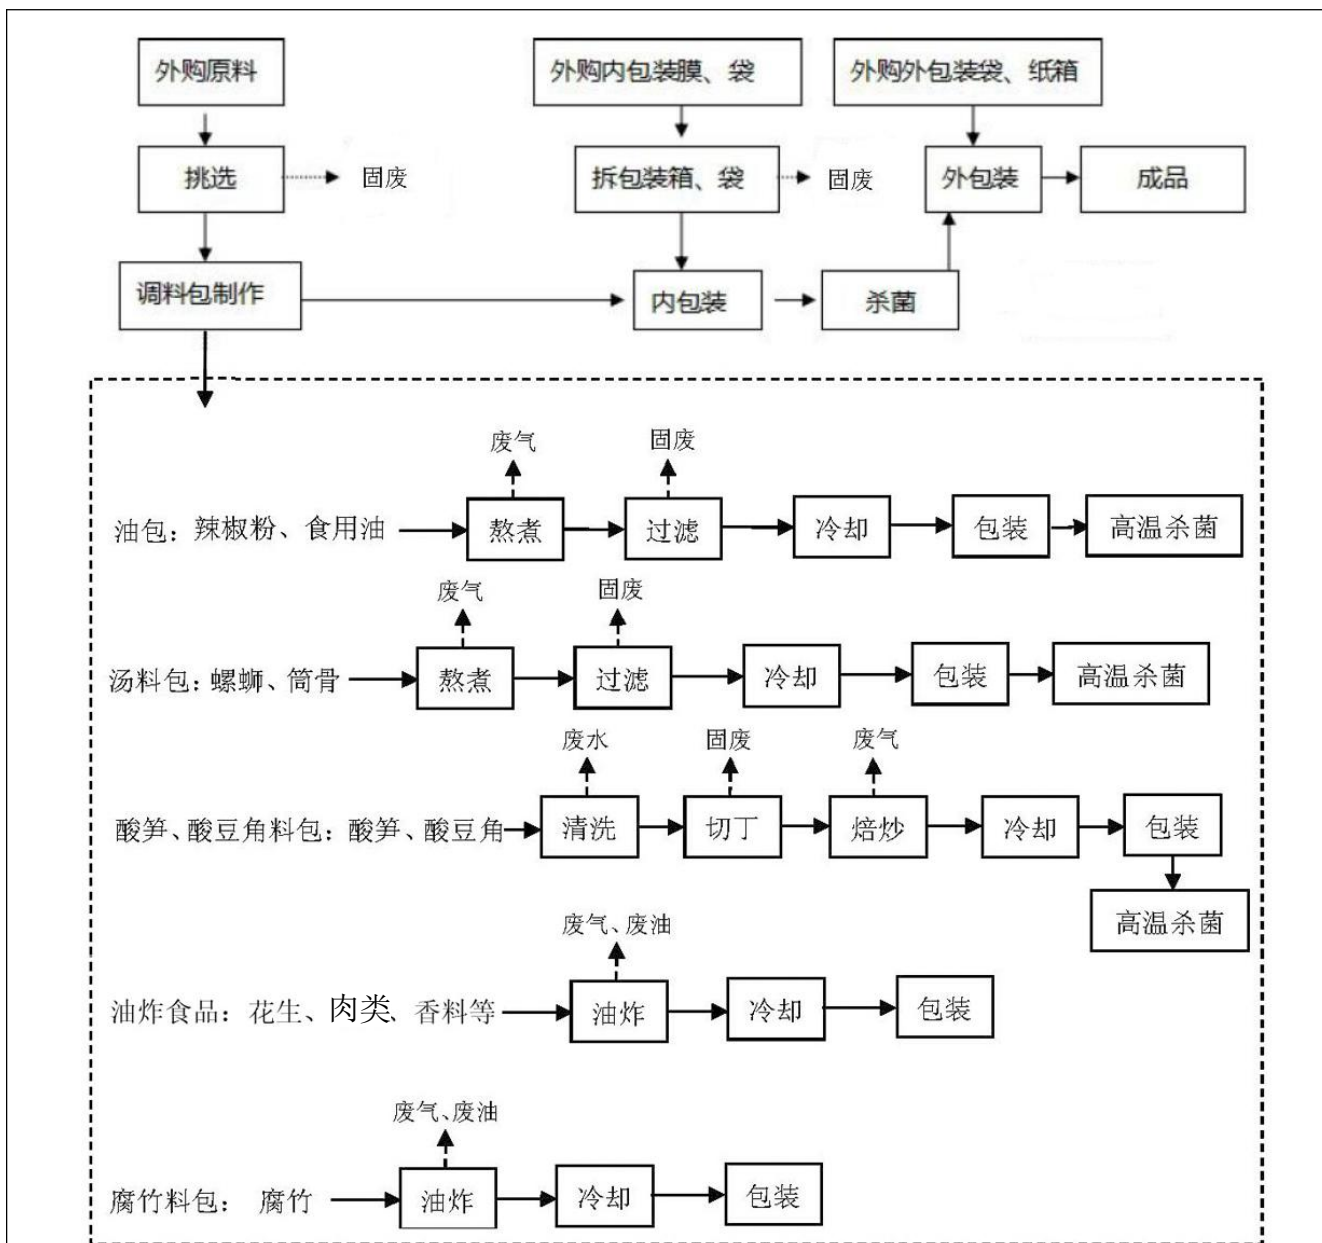 外购原料 外购内包装膜、袋 外购外包装袋、纸箱
挑选 固废 拆包装箱、袋 固废 外包装 成品
调料包制作 内包装 杀菌
废气 固废
油包：辣椒粉、食用油 熬煮 过滤 冷却 包装 高温杀菌
废气 固废
汤料包：螺蛳、筒骨 熬煮 过滤 冷却 包装 高温杀菌
废水 固废 废气
酸笋、酸豆角料包：酸笋、酸豆角 清洗 切丁 焙炒 冷却 包装
高温杀菌
废气、废油
油炸食品：花生、肉类、香料等 油炸 冷却 包装
废气、废油
腐竹料包：腐竹 油炸 冷却 包装